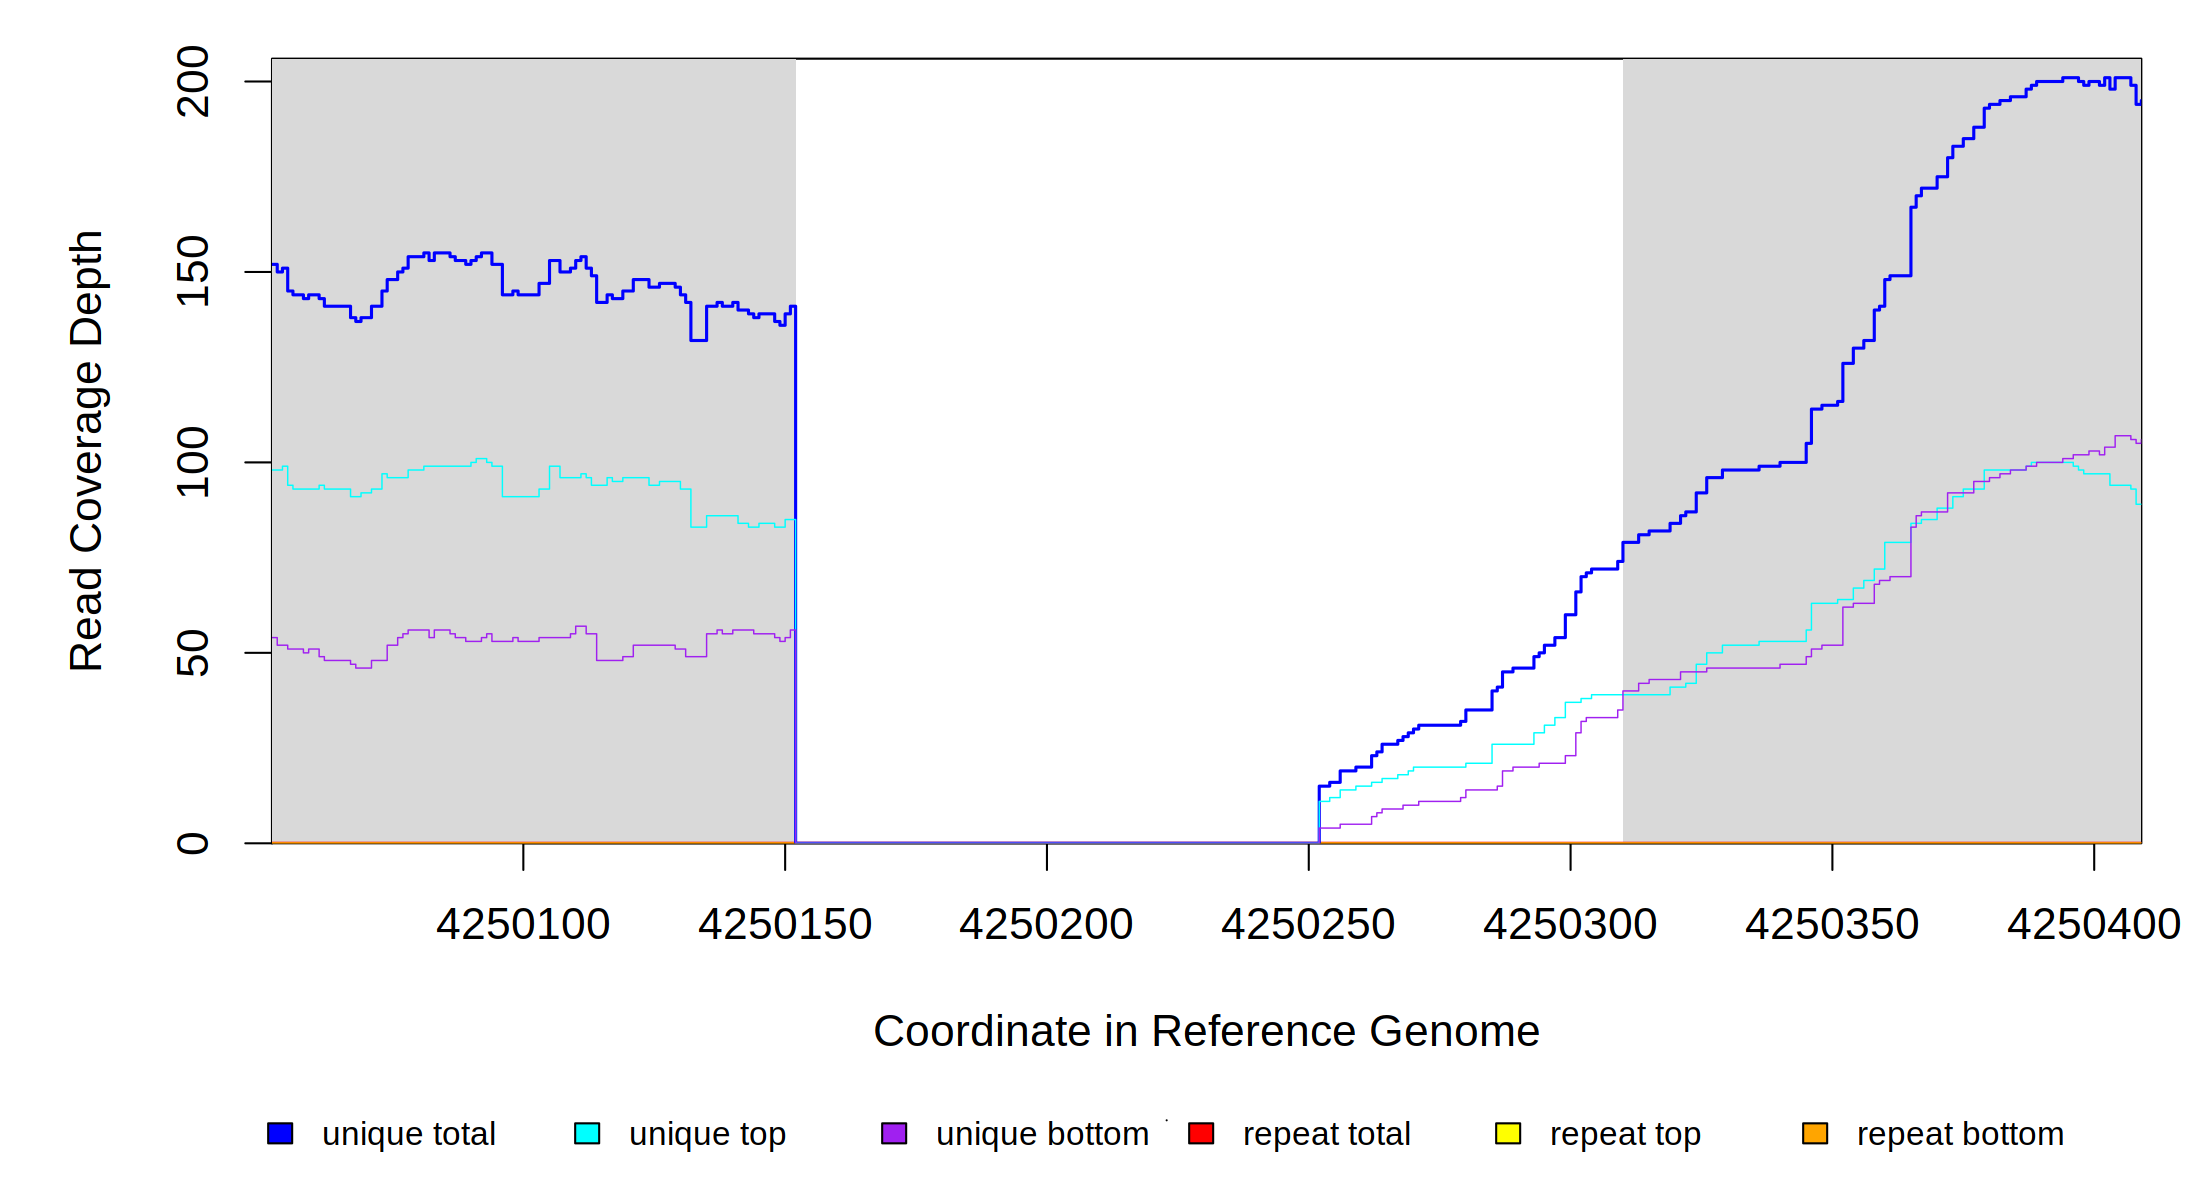 200
150
100
50
0
Read Coverage Depth
4250100 4250150 4250200 4250250 4250300 4250350 4250400
Coordinate in Reference Genome
unique total unique top unique bottom repeat total repeat top repeat bottom